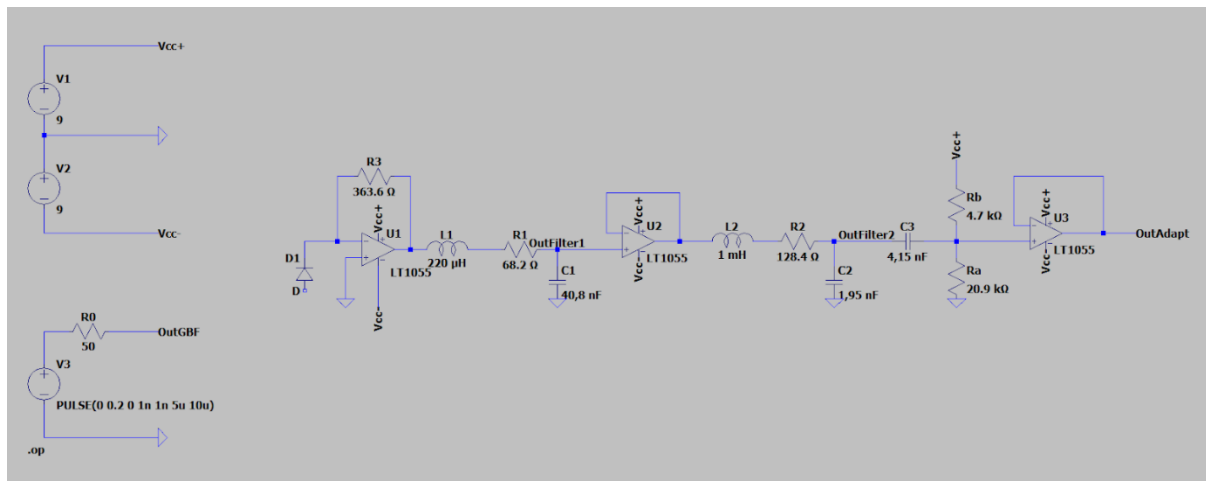 Vcc+
V1
9
V2
9
Vcc-
R0
OutGBF
50
V3
PULSE(0 0.2 0 1n 1n 5u 10u)
.op
R3
363.6 Ω
Vcc+
U1
D1
D
LT1055
Vcc-
L1
220 µH
R1
68.2 Ω
OutFilter1
C1
40,8 nF
Vcc+
U2
LT1055
Vcc-
L2
1 mH
R2
128.4 Ω
OutFilter2
C2
1,95 nF
C3
4,15 nF
Vcc+
Rb
4.7 kΩ
Ra
20.9 kΩ
Vcc+
U3
LT1055
Vcc-
OutAdapt